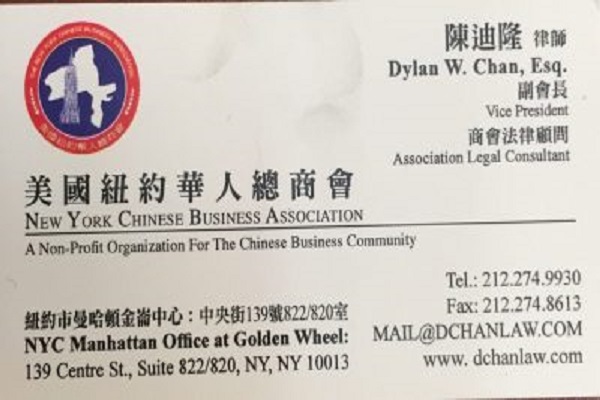 陳迪隆 律師
Dylan W. Chan, Esq.
副會長
Vice President
商會法律顧問
Association Legal Consultant
美國紐約華人總商會
NEW YORK CHINESE BUSINESS ASSOCIATION
A Non-Profit Organization For The Chinese Business Community
Tel.: 212.274.9930
Fax: 212.274.8613
MAIL@DCHANLAW.COM
www. dchanlaw.com
紐約市曼哈頓金崙中心：中央街139號822/820室
NYC Manhattan Office at Golden Wheel:
139 Centre St., Suite 822/820, NY, NY 10013